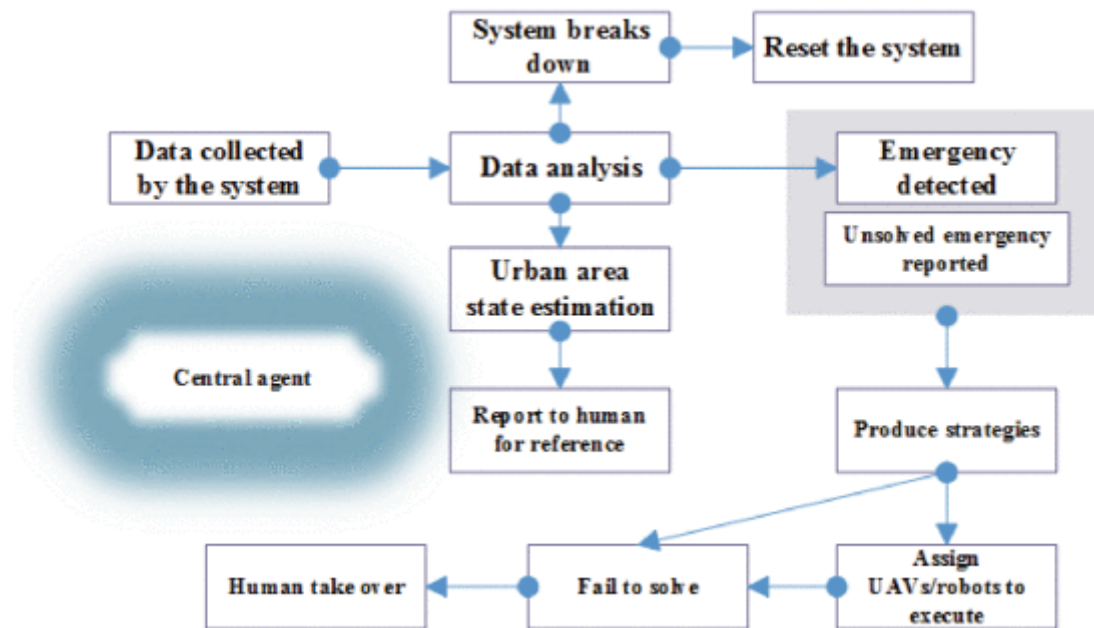 System breaks
down
Reset the system
Data collected
by the system
Data analysis
Emergency
detected
Unsolved emergency
reported
Urban area
state estimation
Central agent
Report to human
for reference
Produce strategies
Human take over
Fail to solve
Assign
UAVs/robots to
execute